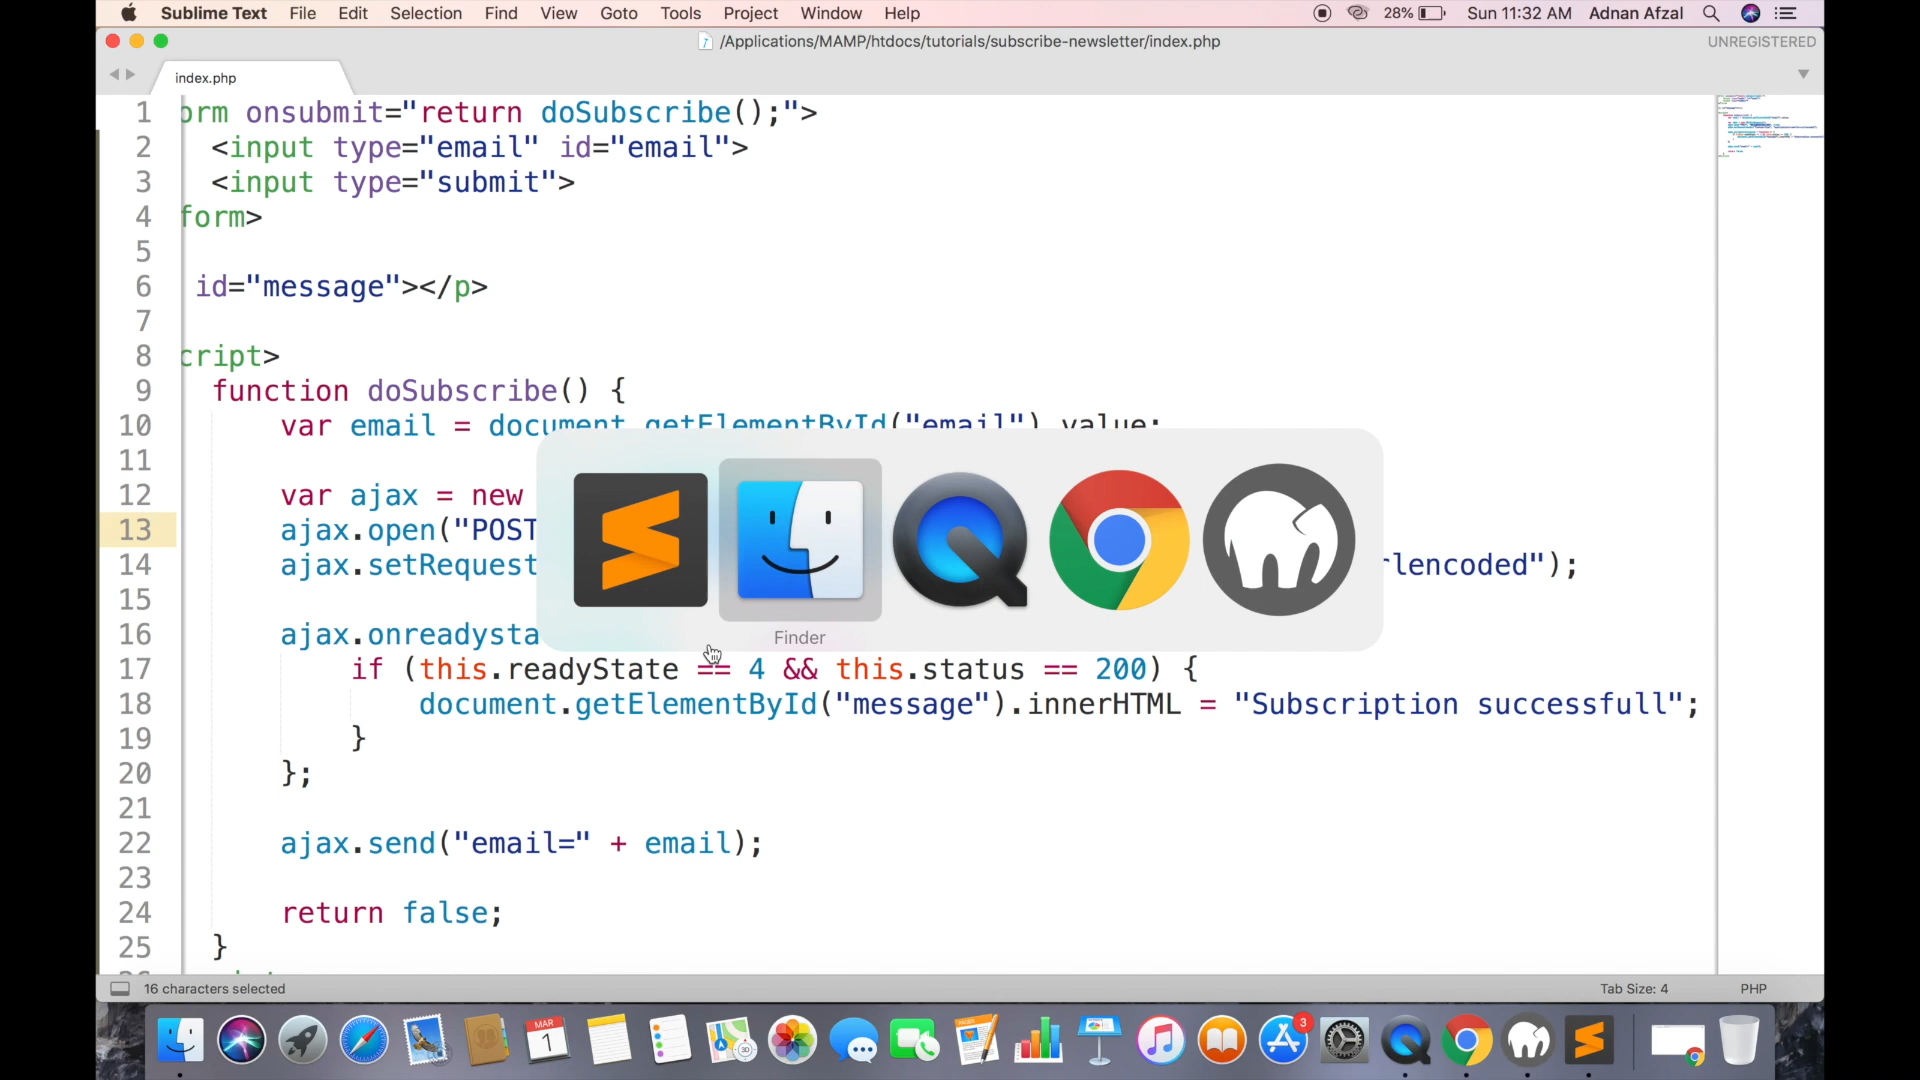 Sublime Text File Edit Selection Find View Goto Tools Project Window Help 28% Sun 11:32 AM Adnan Afzal
/Applications/MAMP/htdocs/tutorials/subscribe-newsletter/index.php UNREGISTERED
index.php
1 orm onsubmit="return doSubscribe();">
2 <input type="email" id="email">
3 <input type="submit">
4 form>
5
6 id="message"></p>
7
8 cript>
9 function doSubscribe() {
10 var email = document.getElementById("email").value;
11
12 var ajax = new
13 ajax.open("POST
14 ajax.setRequest rlencoded");
15
16 ajax.onreadysta
Finder
17 if (this.readyState == 4 && this.status == 200) {
18 document.getElementById("message").innerHTML = "Subscription successfull";
19 }
20 };
21
22 ajax.send("email=" + email);
23
24 return false;
25 }
16 characters selected Tab Size: 4 PHP
MAR
1
3